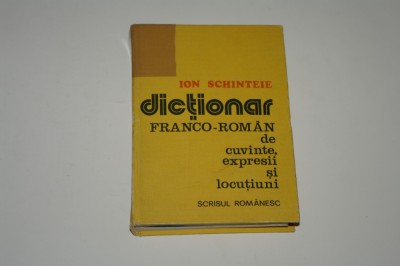 ION SCHINTEIE
dicționar
FRANCO-ROMÂN
de
cuvinte,
expresii
și
locuțiuni
SCRISUL ROMÂNESC